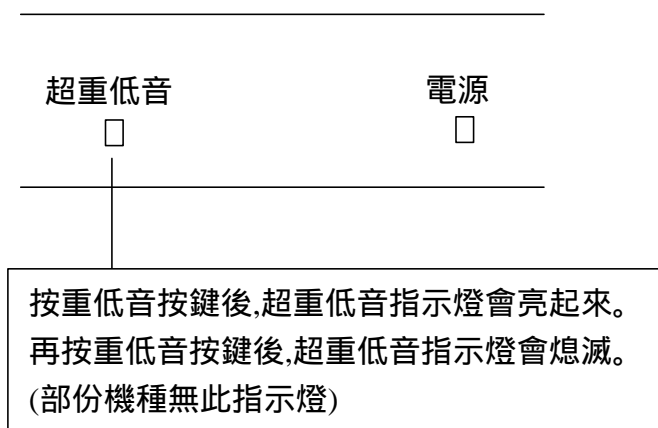 超重低音 電源
按重低音按鍵後,超重低音指示燈會亮起來。
再按重低音按鍵後,超重低音指示燈會熄滅。
(部份機種無此指示燈)